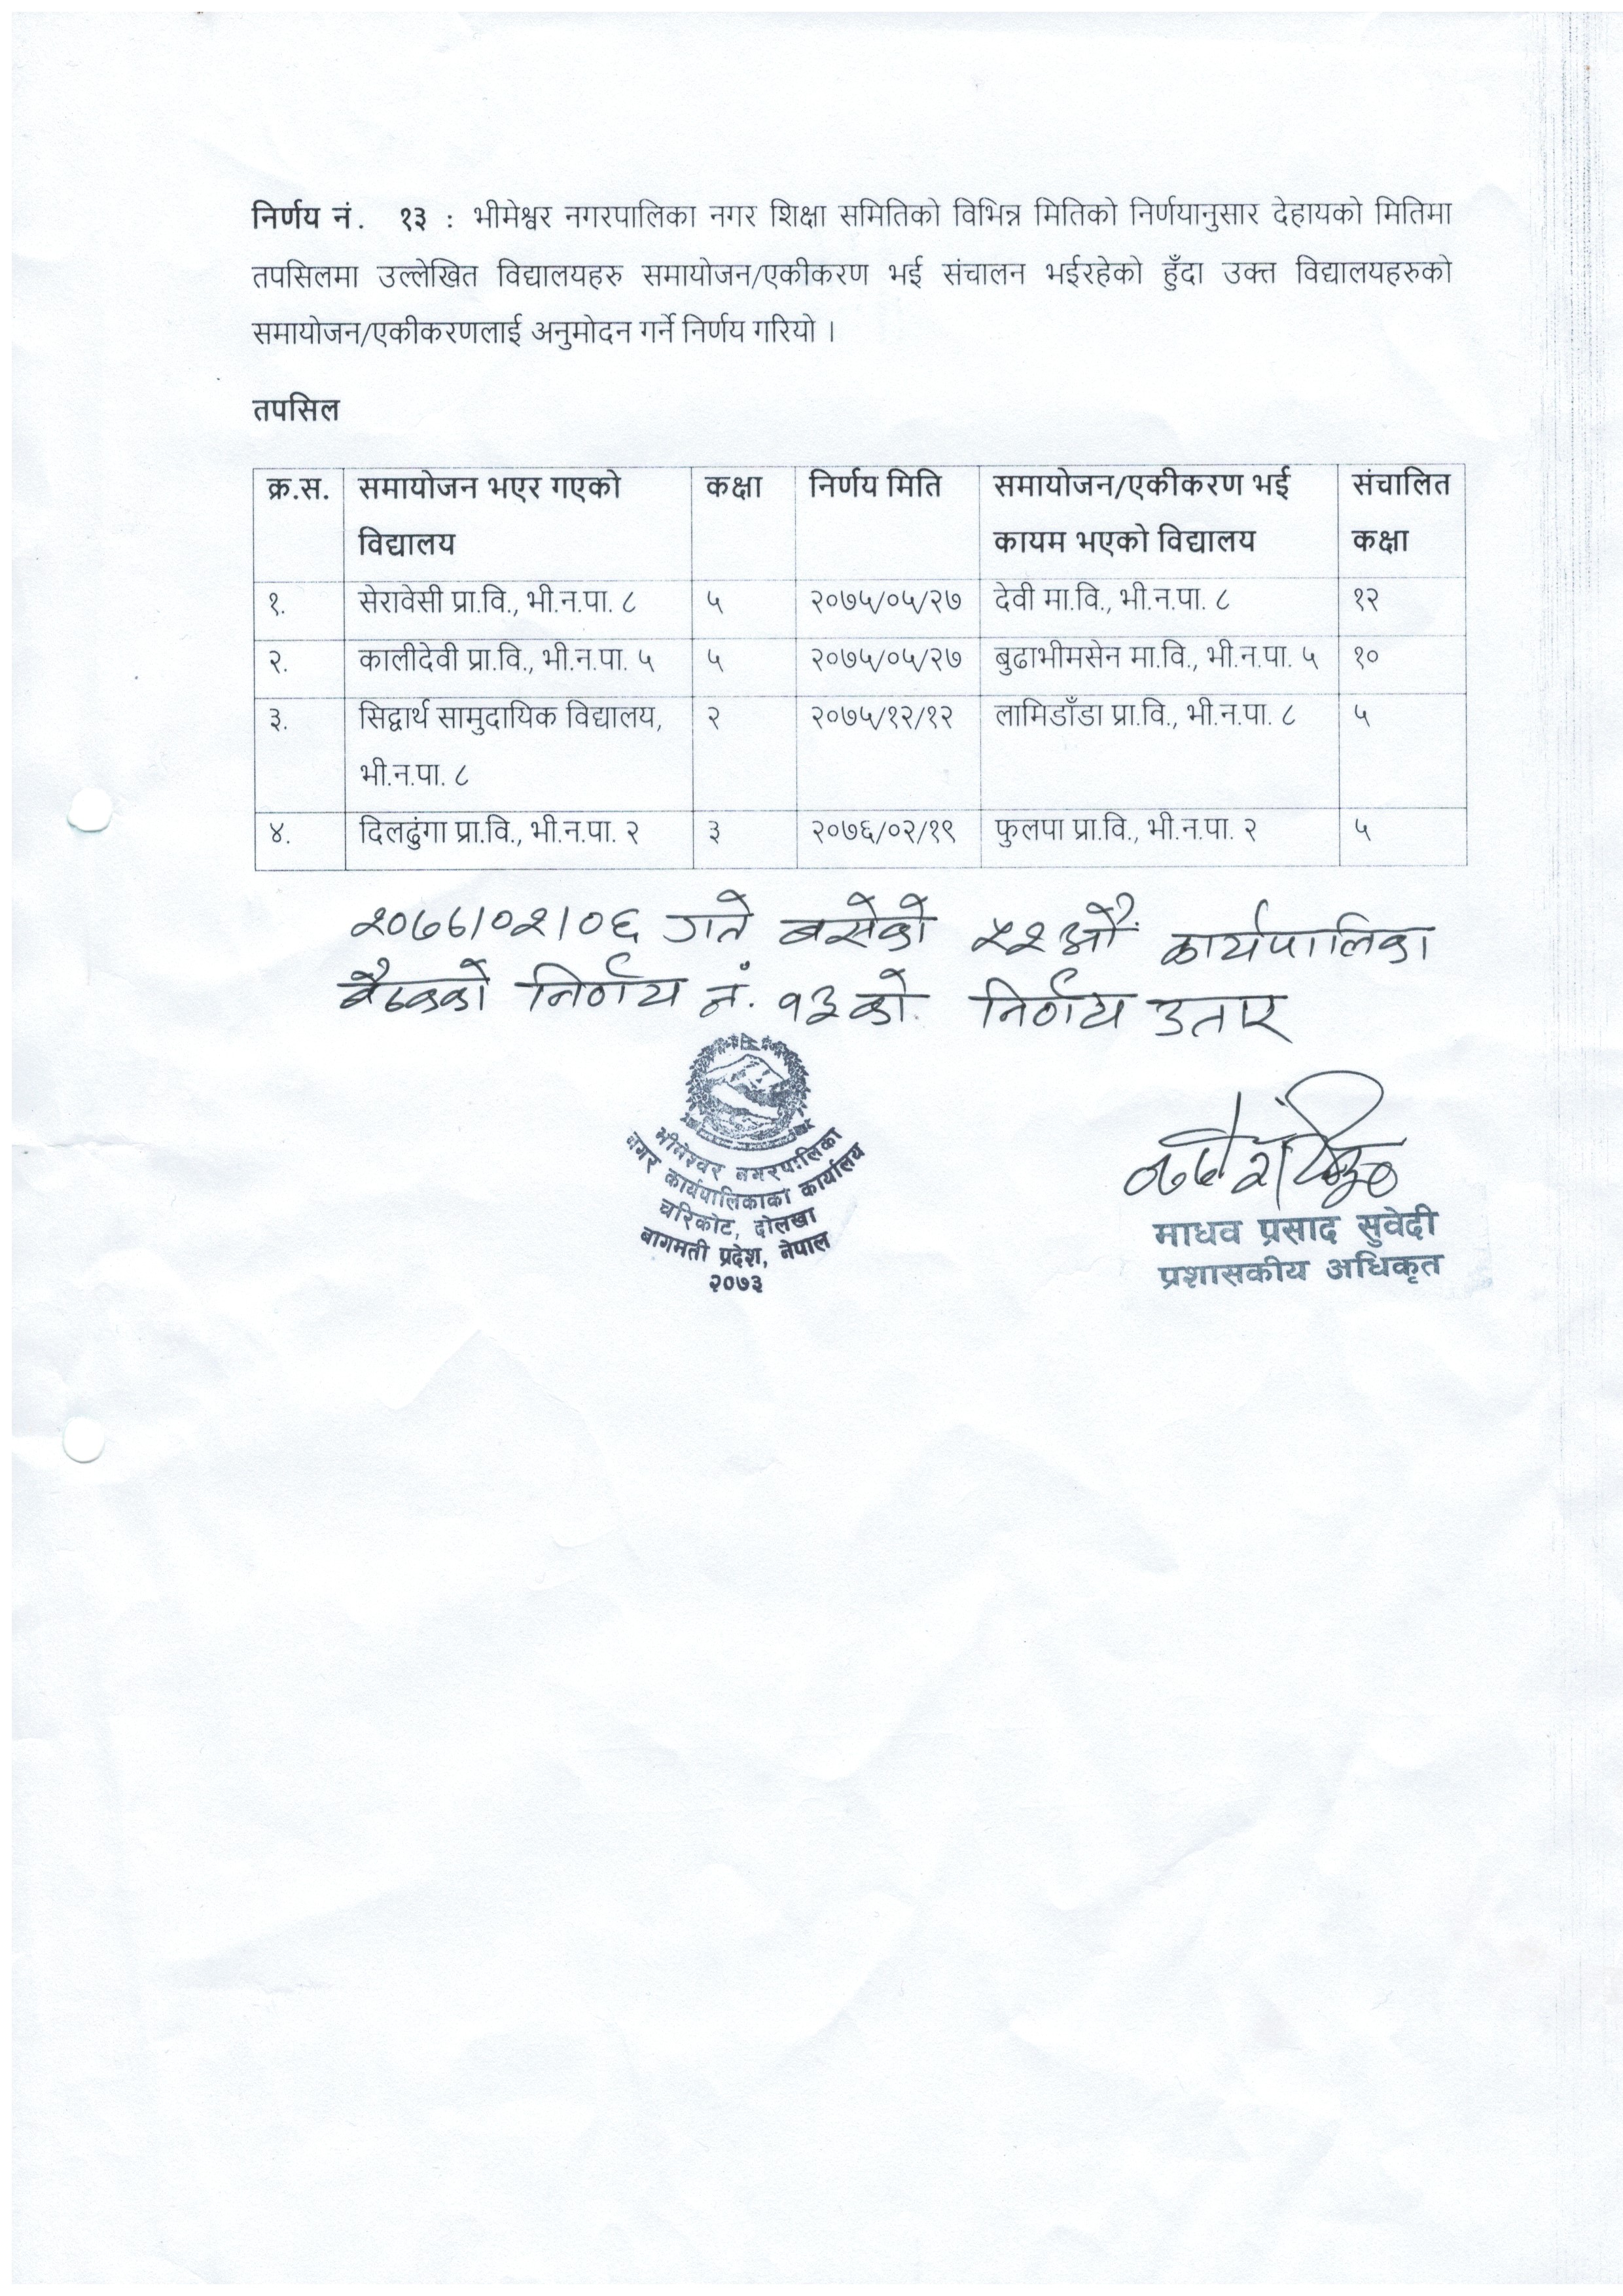 निर्णय नं. १३ : भीमेश्वर नगरपालिका नगर शिक्षा समितिको विभिन्न मितिको निर्णयानुसार देहायको मितिमा
तपसिलमा उल्लेखित विद्यालयहरु समायोजन/एकीकरण भई संचालन भईरहेको हुँदा उक्त विद्यालयहरुको
समायोजन/एकीकरणलाई अनुमोदन गर्ने निर्णय गरियो ।
तपसिल
क्र.स. समायोजन भएर गएको कक्षा निर्णय मिति समायोजन/एकीकरण भई संचालित
विद्यालय कायम भएको विद्यालय कक्षा
१. सेरावेसी प्रा.वि., भी.न.पा. ८ ५ २०७५/०५/२७ देवी मा.वि., भी.न.पा. ८ १२
२. कालीदेवी प्रा.वि., भी.न.पा. ५ ५ २०७५/०५/२७ बुढाभीमसेन मा.वि., भी.न.पा. ५ १०
३. सिद्वार्थ सामुदायिक विद्यालय, २ २०७५/१२/१२ लामिडाँडा प्रा.वि., भी.न.पा. ८ ५
भी.न.पा. ८
४. दिलढुंगा प्रा.वि., भी.न.पा. २ ३ २०७६/०२/१९ फुलपा प्रा.वि., भी.न.पा. २ ५
गते बसेको ५२औं कार्यपालिका
बैठकको निर्णय नं. १३को निर्णय उतार
भीमेश्वर नगरपालिका
नगर कार्यपालिकाको कार्यालय
चरिकोट, दोलखा
बागमती प्रदेश, नेपाल
२०७३
माधव प्रसाद सुवेदी
प्रशासकीय अधिकृत